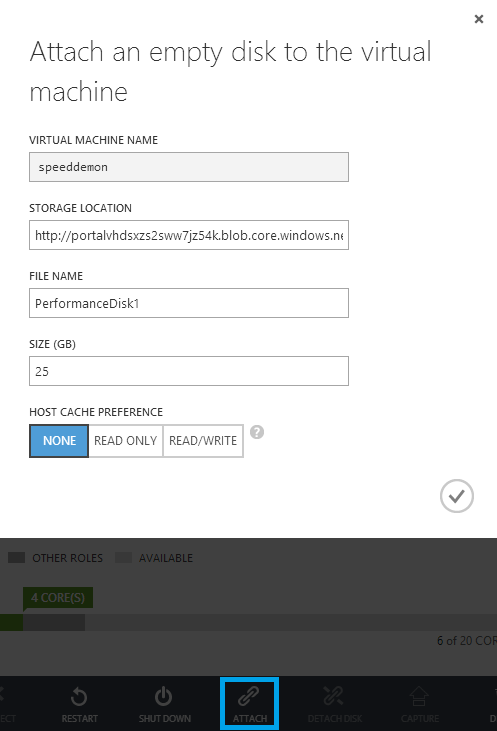 Attach an empty disk to the virtual
machine
VIRTUAL MACHINE NAME
speeddemon
STORAGE LOCATION
http://portalvhdsxzs2sww7jz54k.blob.core.windows.ne
FILE NAME
PerformanceDisk1
SIZE (GB)
25
HOST CACHE PREFERENCE
NONE READ ONLY READ/WRITE ?
OTHER ROLES AVAILABLE
4 CORE(S)
6 of 20 COR
ECT RESTART SHUT DOWN ATTACH DETACH DISK CAPTURE D